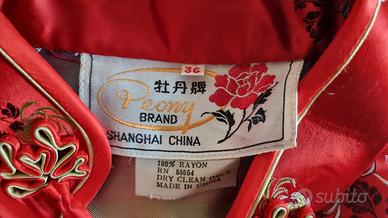 36
牡丹牌
Peony
BRAND
SHANGHAI CHINA
100% RAYON
RN 58554
DRY CLEAN ONLY
MADE IN CHINA
subito